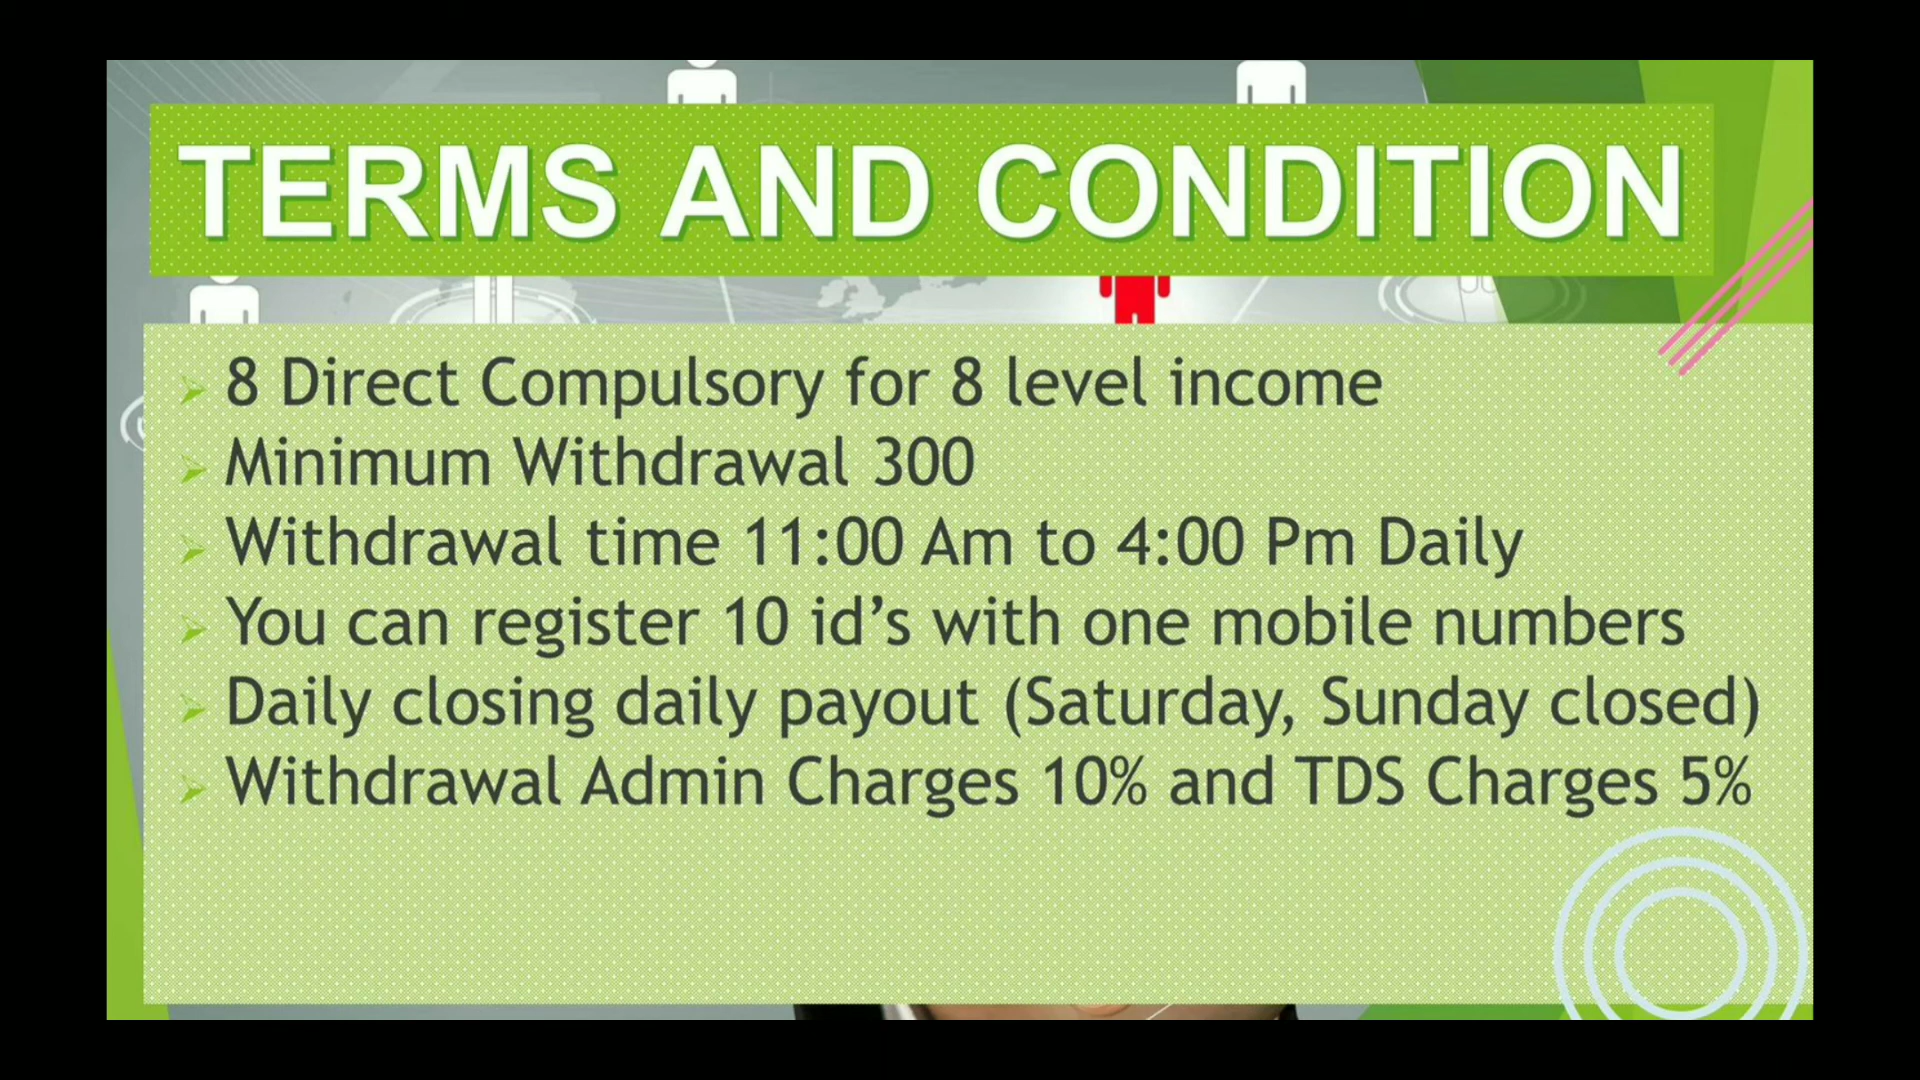 TERMS AND CONDITION
8 Direct Compulsory for 8 level income
Minimum Withdrawal 300
Withdrawal time 11:00 Am to 4:00 Pm Daily
You can register 10 id’s with one mobile numbers
Daily closing daily payout (Saturday, Sunday closed)
Withdrawal Admin Charges 10% and TDS Charges 5%